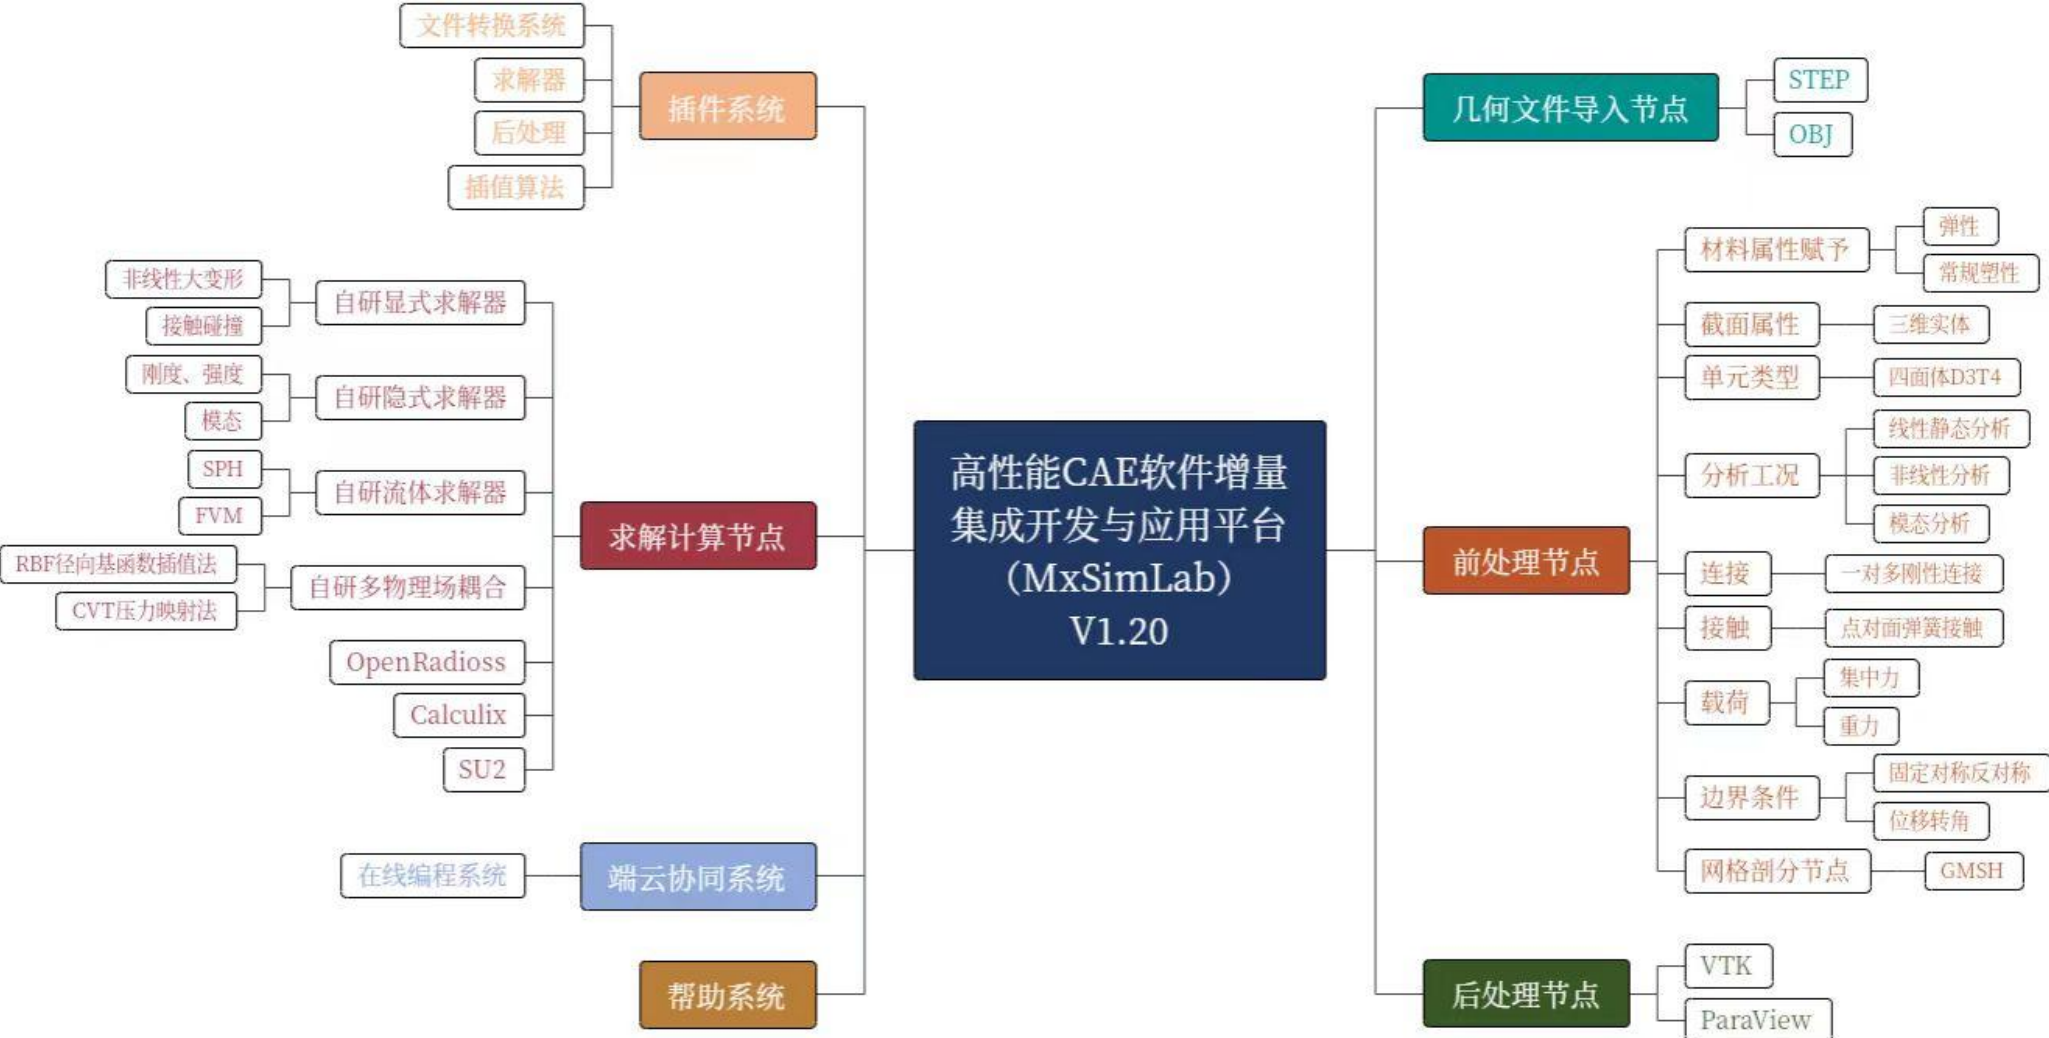 高性能CAE软件增量
集成开发与应用平台
（MxSimLab）
V1.20
插件系统
文件转换系统
求解器
后处理
插值算法
求解计算节点
自研显式求解器
非线性大变形
接触碰撞
自研隐式求解器
刚度、强度
模态
自研流体求解器
SPH
FVM
自研多物理场耦合
RBF径向基函数插值法
CVT压力映射法
OpenRadioss
Calculix
SU2
端云协同系统
在线编程系统
帮助系统
几何文件导入节点
STEP
OBJ
前处理节点
材料属性赋予
弹性
常规塑性
截面属性
三维实体
单元类型
四面体D3T4
分析工况
线性静态分析
非线性分析
模态分析
连接
一对多刚性连接
接触
点对面弹簧接触
载荷
集中力
重力
边界条件
固定对称反对称
位移转角
网格剖分节点
GMSH
后处理节点
VTK
ParaView